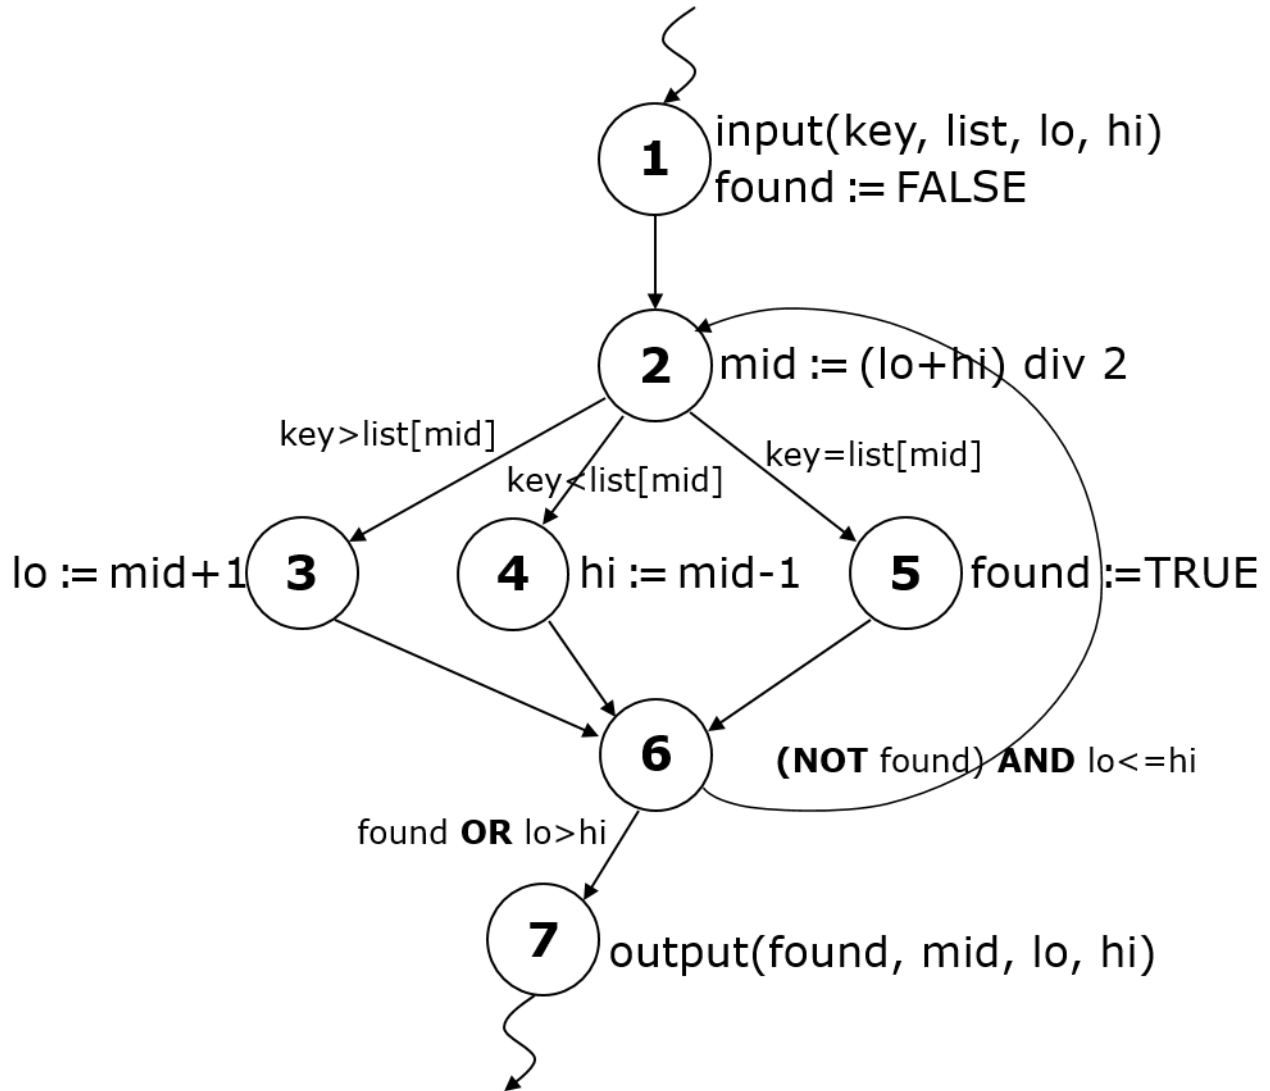 1
input(key, list, lo, hi)
found := FALSE
2
mid := (lo+hi) div 2
key>list[mid]
key<list[mid]
key=list[mid]
lo := mid+1
3
4
hi := mid-1
5
found :=TRUE
6
(NOT found) AND lo<=hi
found OR lo>hi
7
output(found, mid, lo, hi)